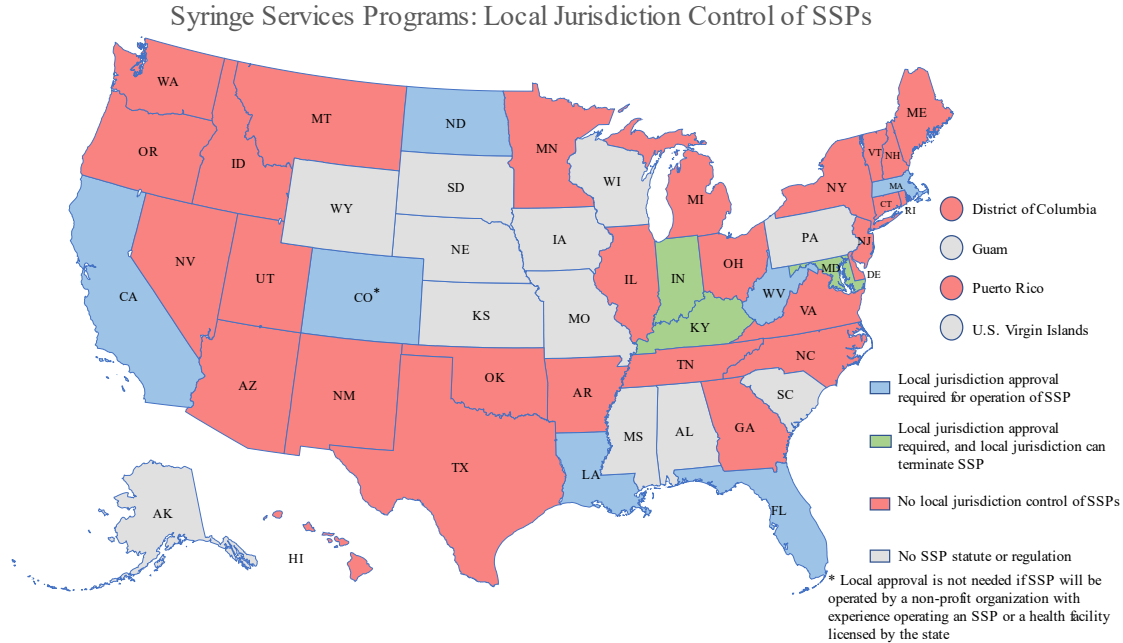 Syringe Services Programs: Local Jurisdiction Control of SSPs
WA
MT
ND
MN
ME
OR
ID
SD
WI
MI
VT
NH
NY
MA
CT
RI
WY
NE
IA
PA
NJ
NV
UT
CO*
IL
IN
OH
MD
DE
CA
KS
MO
WV
VA
KY
AZ
NM
OK
AR
TN
NC
SC
TX
LA
MS
AL
GA
FL
AK
HI
District of Columbia
Guam
Puerto Rico
U.S. Virgin Islands
Local jurisdiction approval
required for operation of SSP
Local jurisdiction approval
required, and local jurisdiction can
terminate SSP
No local jurisdiction control of SSPs
No SSP statute or regulation
* Local approval is not needed if SSP will be
operated by a non-profit organization with
experience operating an SSP or a health facility
licensed by the state